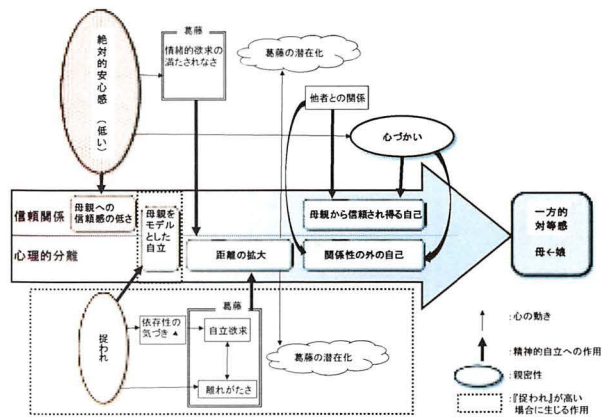 葛藤
絶対的安心感
（低い）
情緒的欲求の
満たされなさ
葛藤の潜在化
他者との関係
心づかい
信頼関係
母親への
信頼感の低さ
母親を
モデル
とした
自立
母親から信頼され得る自己
心理的分離
距離の拡大
関係性の外の自己
一方的
対等感
母←娘
捉われ
依存性の
気づき
葛藤
自立欲求
離れがたさ
葛藤の潜在化
:心の動き
:精神的自立への作用
:親密性
:『捉われ』が高い
場合に生じる作用